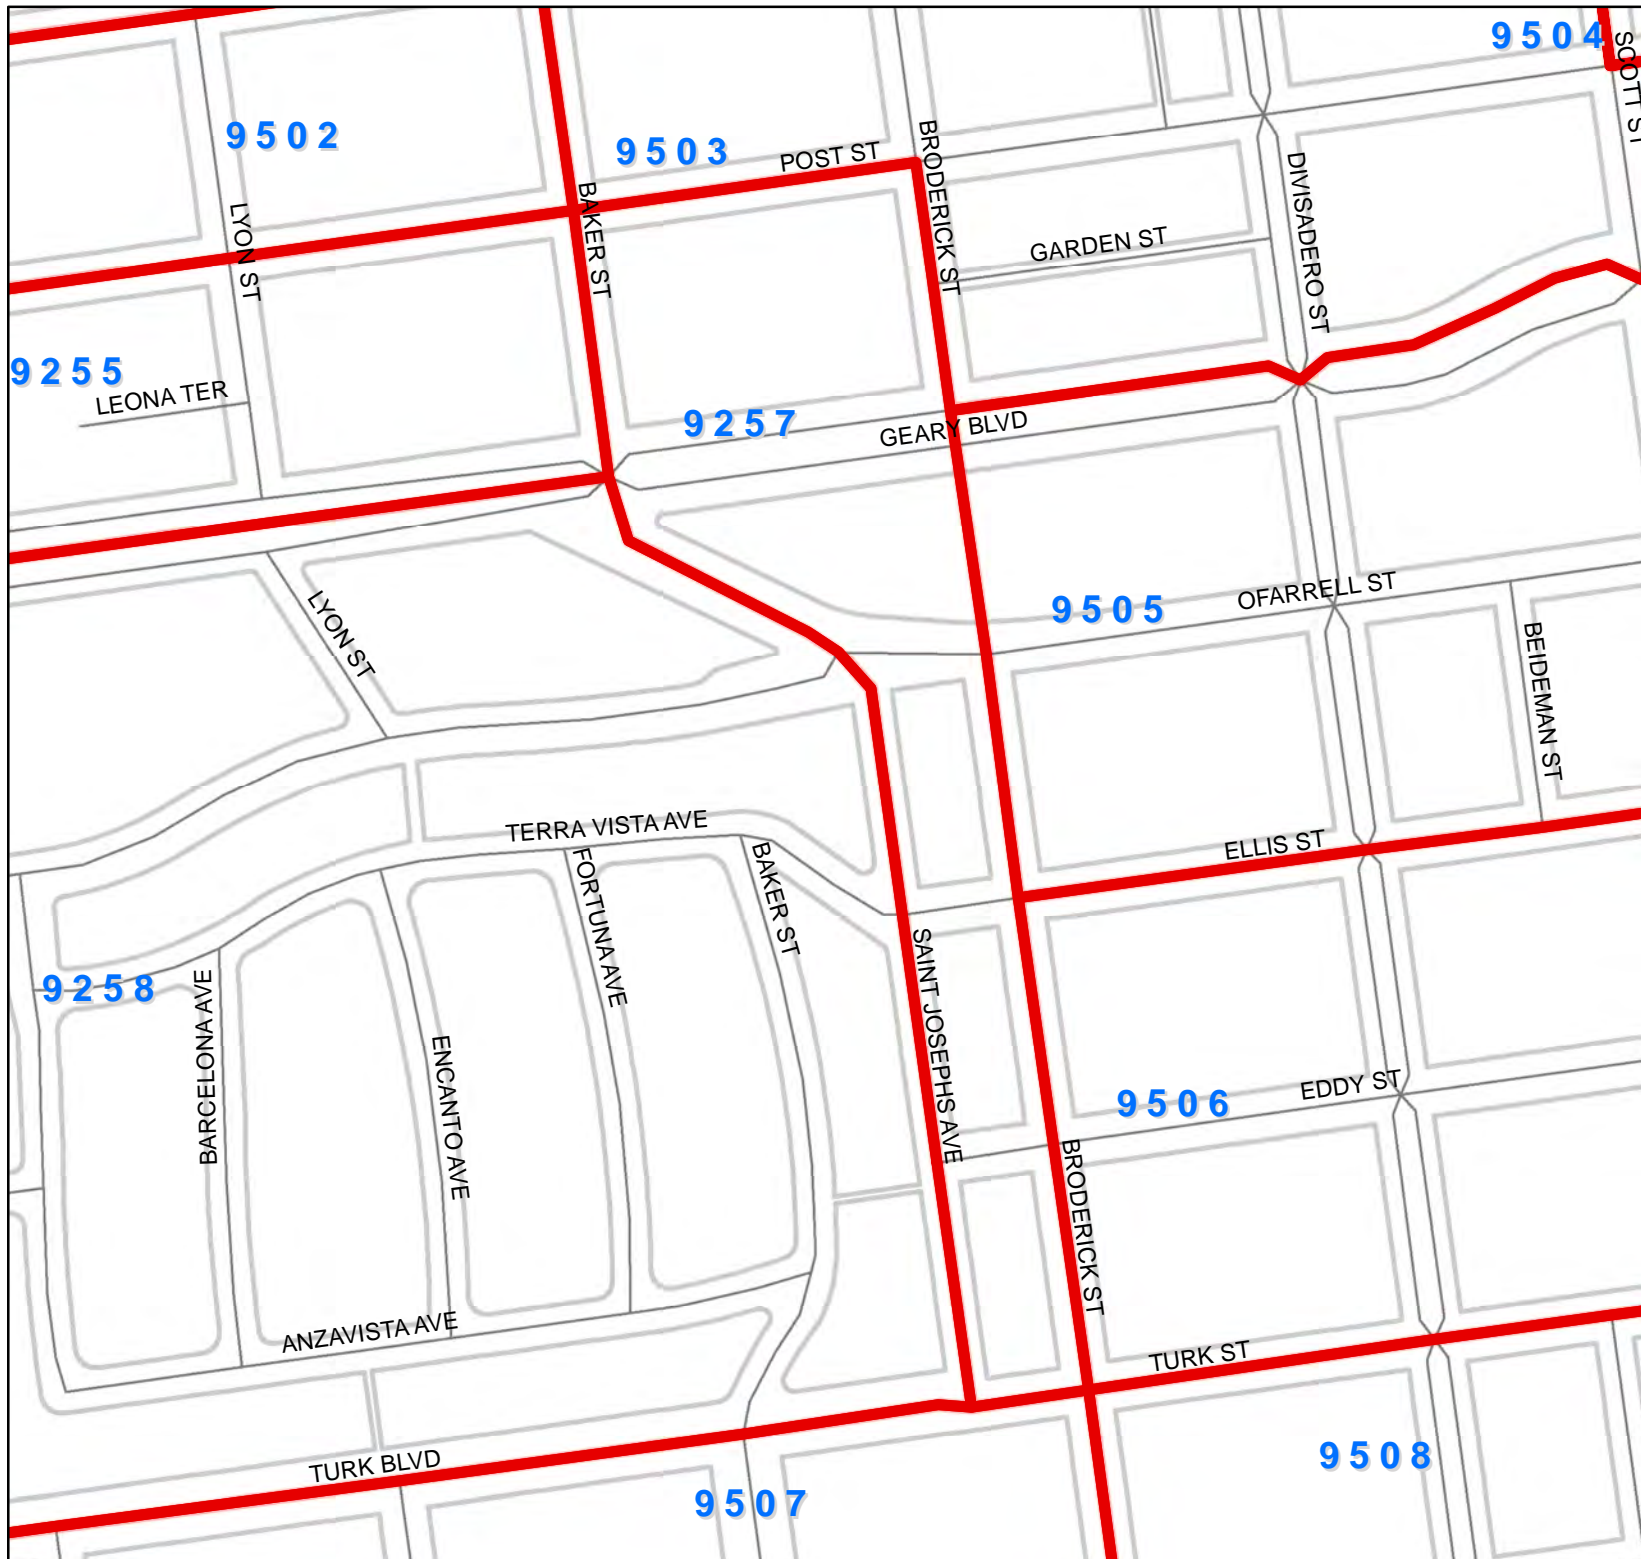 9504
SCOTT ST
9502
9503
POST ST
BRODERICK ST
DIVISADERO ST
LYON ST
BAKER ST
GARDEN ST
9255
LEONA TER
9257
GEARY BLVD
LYON ST
9505
OFARRELL ST
BEIDEMAN ST
TERRA VISTA AVE
ELLIS ST
FORTUNA AVE
BAKER ST
SAINT JOSEPHS AVE
9258
BARCELONA AVE
ENCANTO AVE
9506
EDDY ST
BRODERICK ST
ANZAVISTA AVE
TURK ST
TURK BLVD
9507
9508